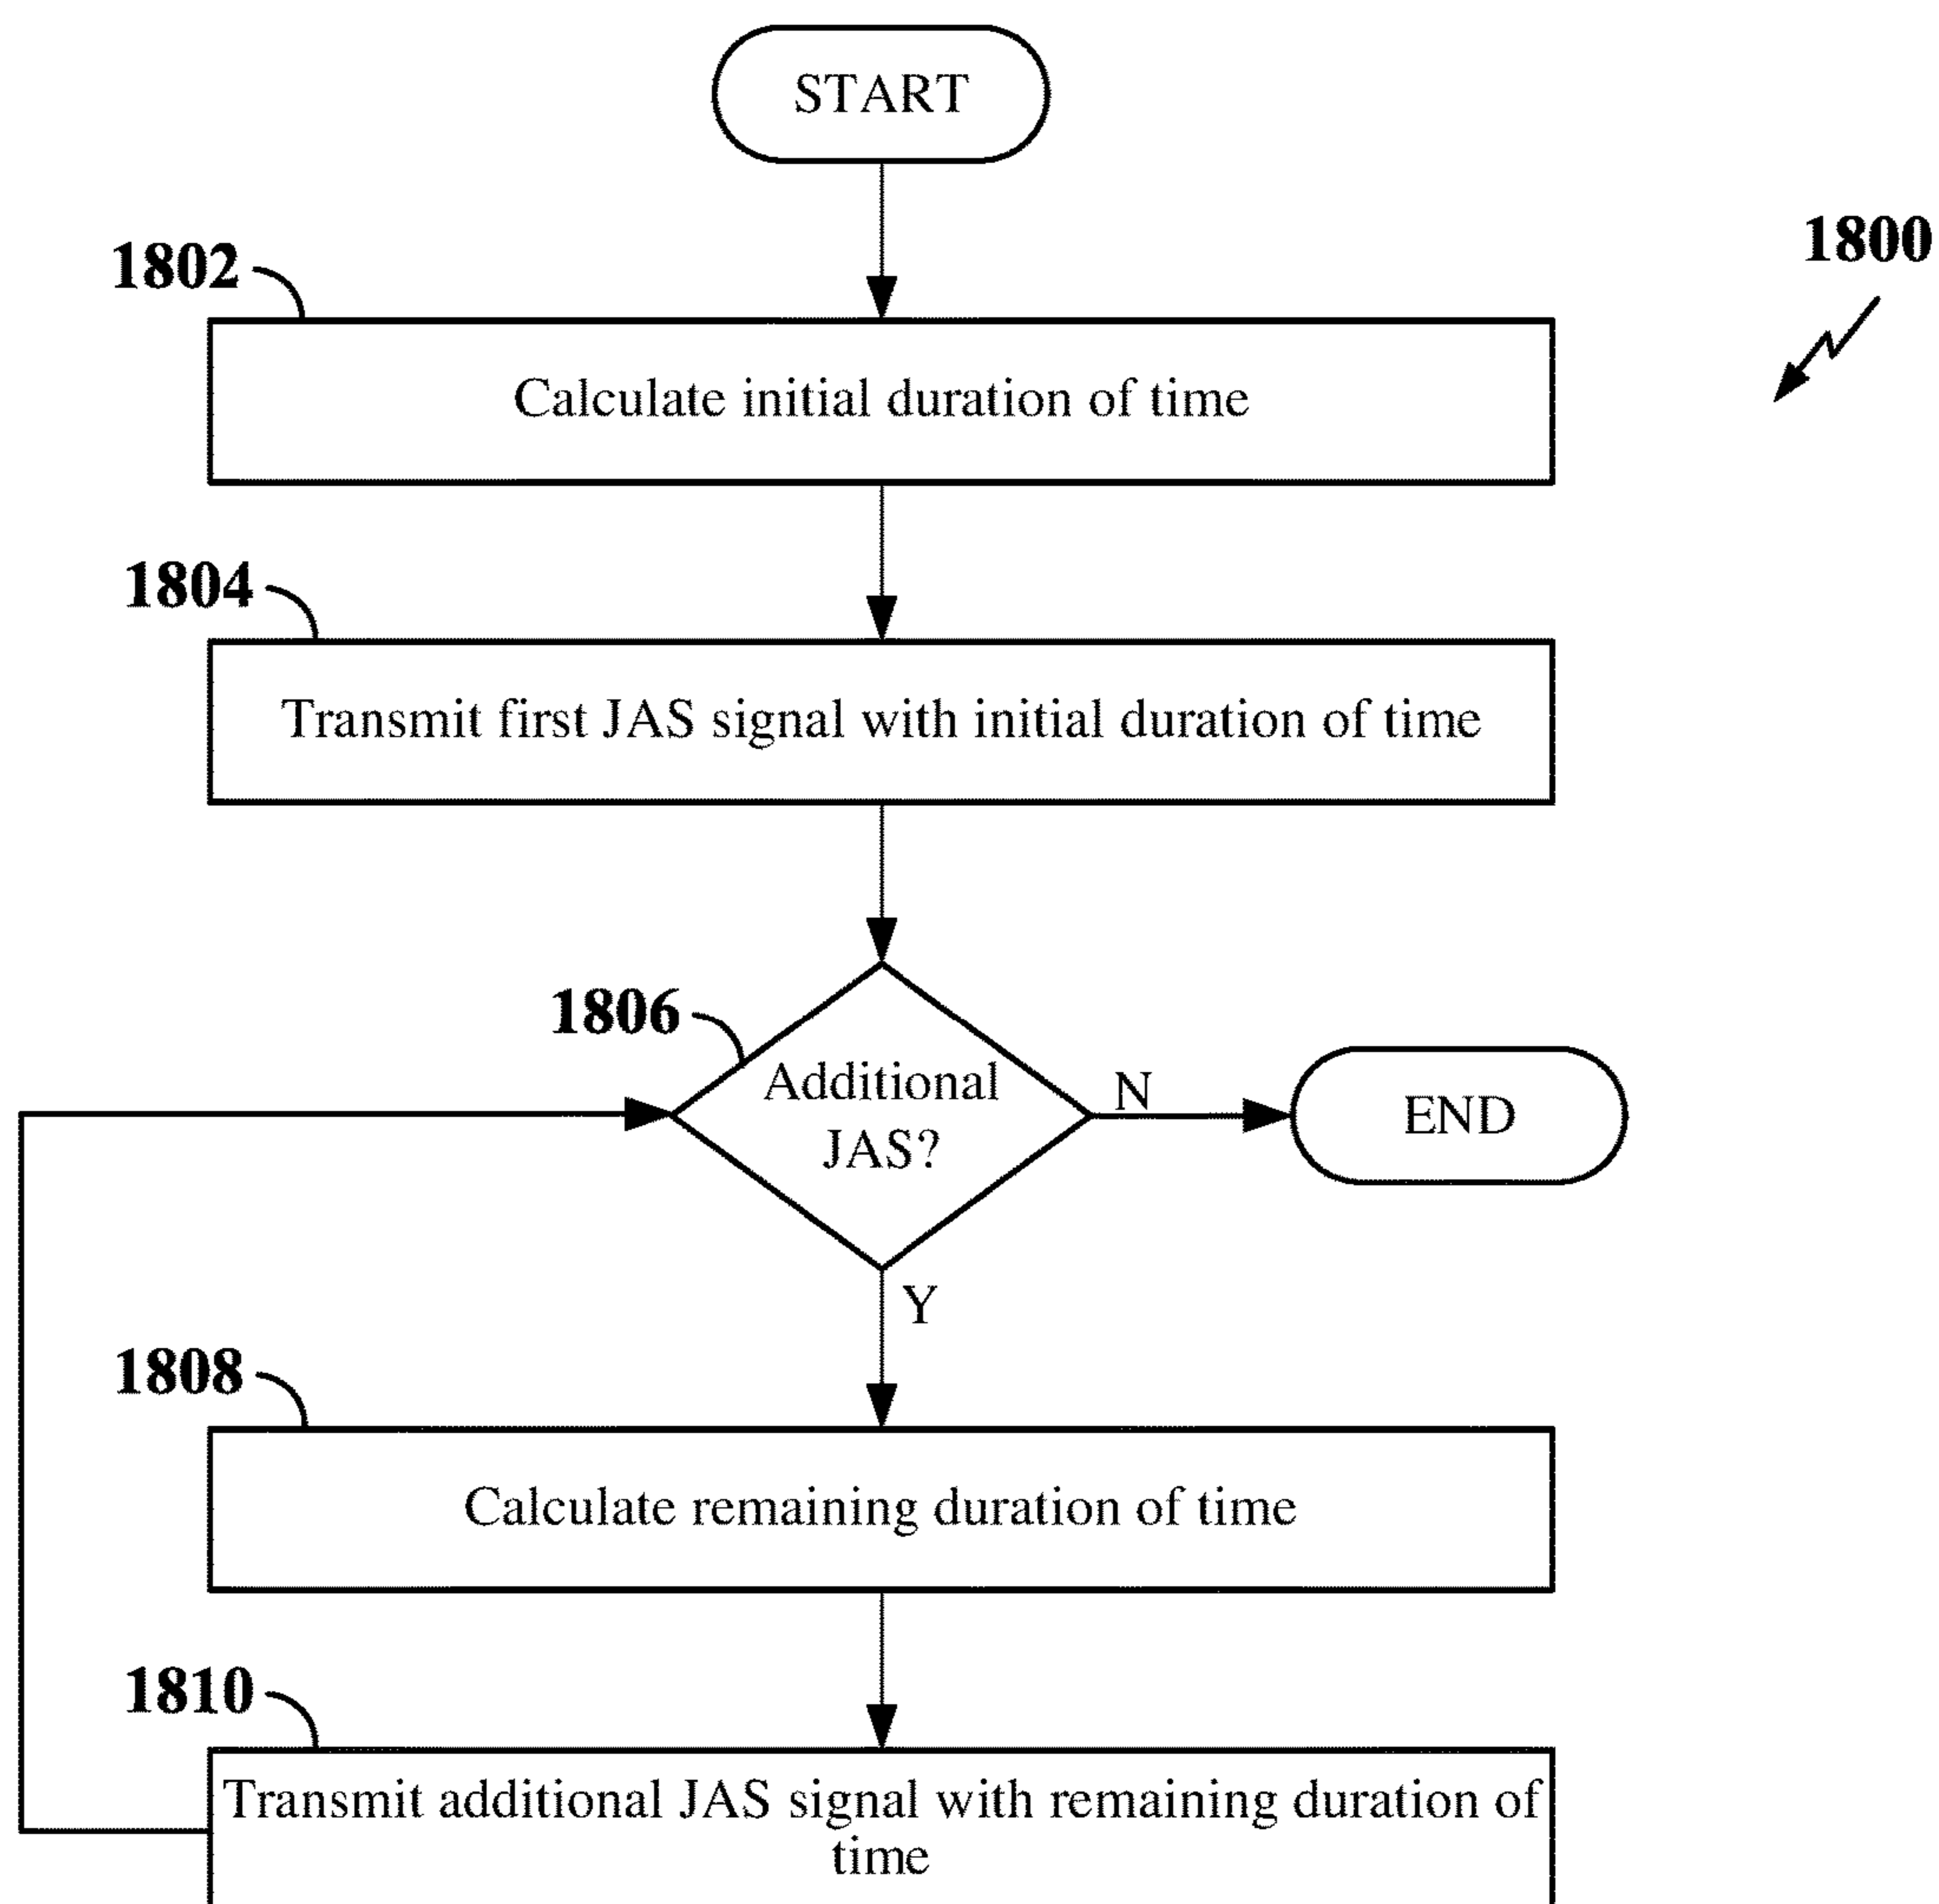 START
1800
1802
Calculate initial duration of time
1804
Transmit first JAS signal with initial duration of time
1806
Additional
JAS?
N
END
Y
1808
Calculate remaining duration of time
1810
Transmit additional JAS signal with remaining duration of
time